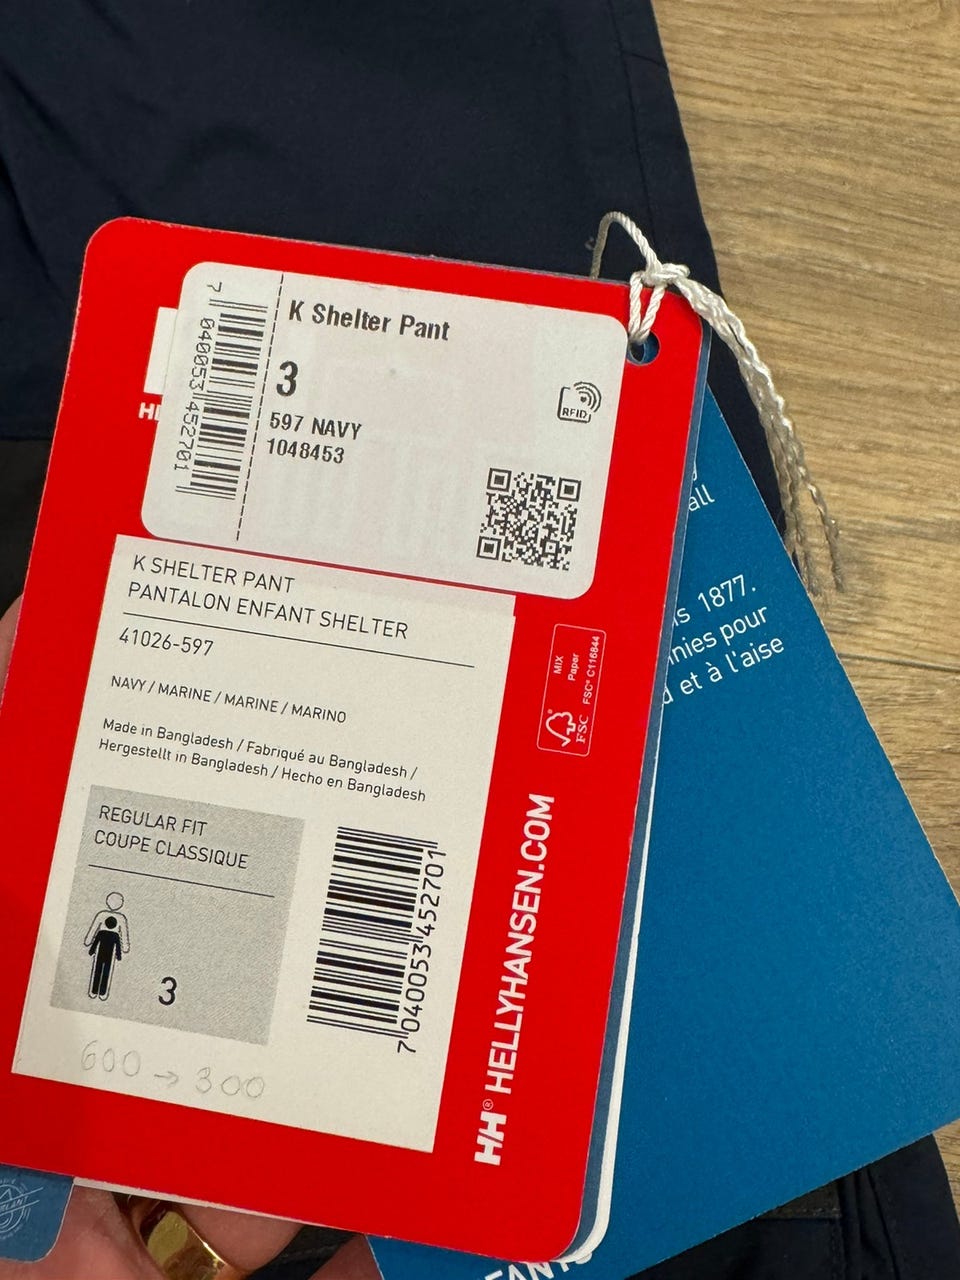 K Shelter Pant
3
597 NAVY
1048453
RFID
7 040053 452701
K SHELTER PANT
PANTALON ENFANT SHELTER
41026-597
NAVY / MARINE / MARINE / MARINO
Made in Bangladesh / Fabriqué au Bangladesh /
Hergestellt in Bangladesh / Hecho en Bangladesh
REGULAR FIT
COUPE CLASSIQUE
3
7 040053 452701
600 → 300
MIX
Paper
FSC® C116844
FSC
HH® HELLYHANSEN.COM
all
1877.
pour
et à l'aise